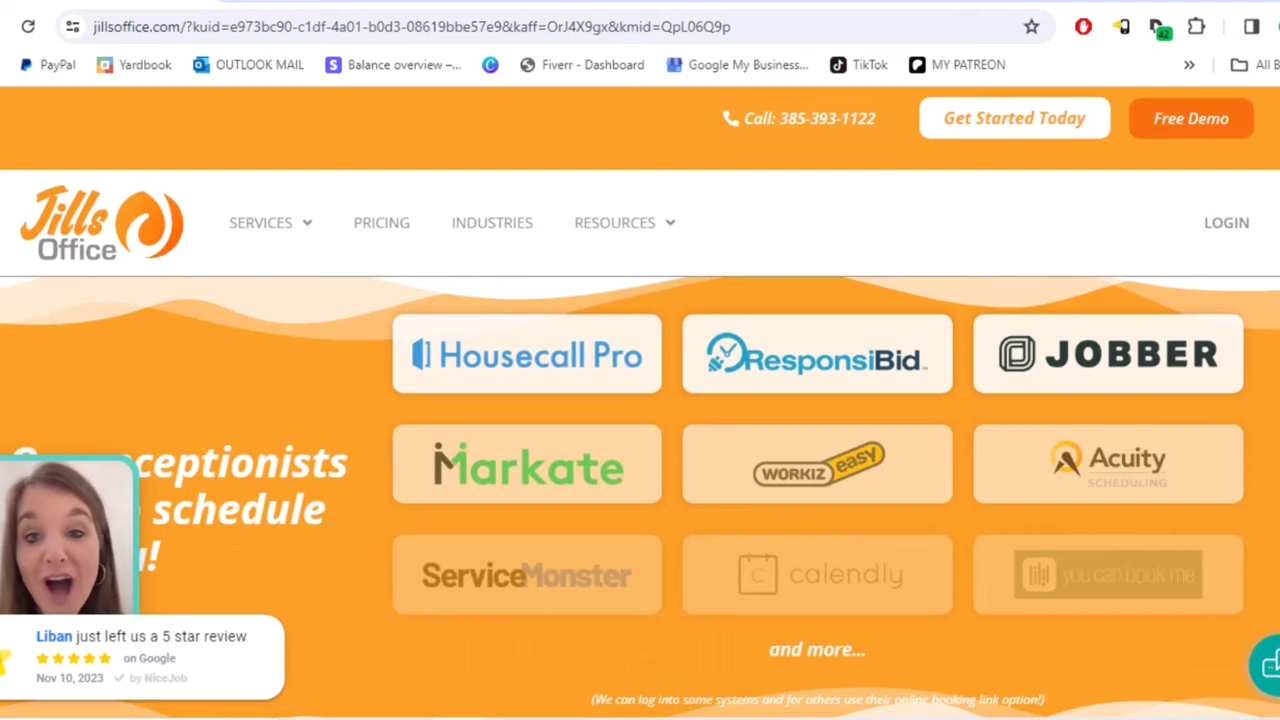 jillsoffice.com/?kuid=e973bc90-c1df-4a01-b0d3-08619bbe57e9&kaff=OrJ4X9gx&kmid=QpL06Q9p
42
PayPal Yardbook OUTLOOK MAIL Balance overview –... Fiverr - Dashboard Google My Business... TikTok MY PATREON » All B
Call: 385-393-1122 Get Started Today Free Demo
Jills
Office
SERVICES PRICING INDUSTRIES RESOURCES LOGIN
Housecall Pro ResponsiBid JOBBER
Markate WORKIZ easy Acuity
SCHEDULING
ceptionists
schedule
ServiceMonster calendly you can book me
Liban just left us a 5 star review
on Google
Nov 10, 2023 by NiceJob
and more...
(We can log into some systems and for others use their online booking link option!)